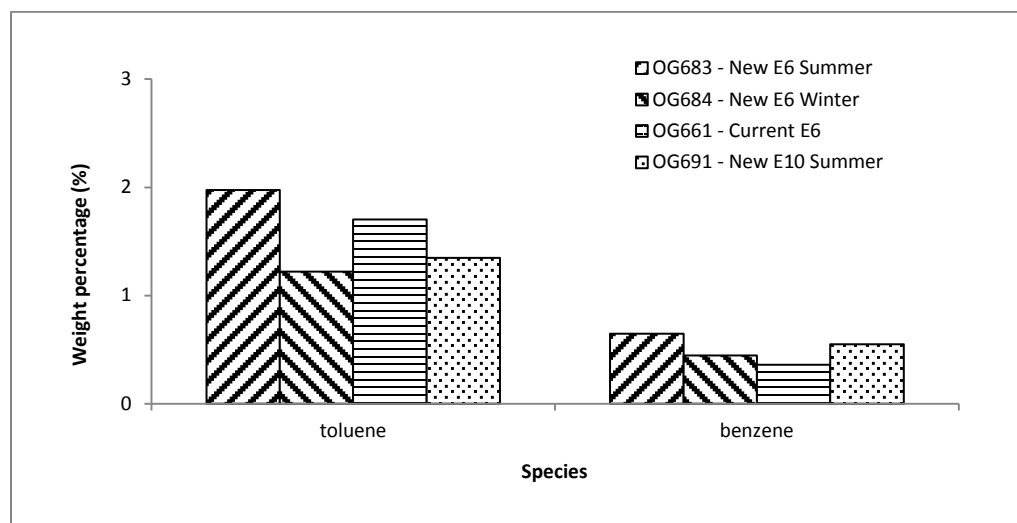 3
2
1
0
Weight percentage (%)
OG683 - New E6 Summer
OG684 - New E6 Winter
OG661 - Current E6
OG691 - New E10 Summer
toluene
benzene
Species